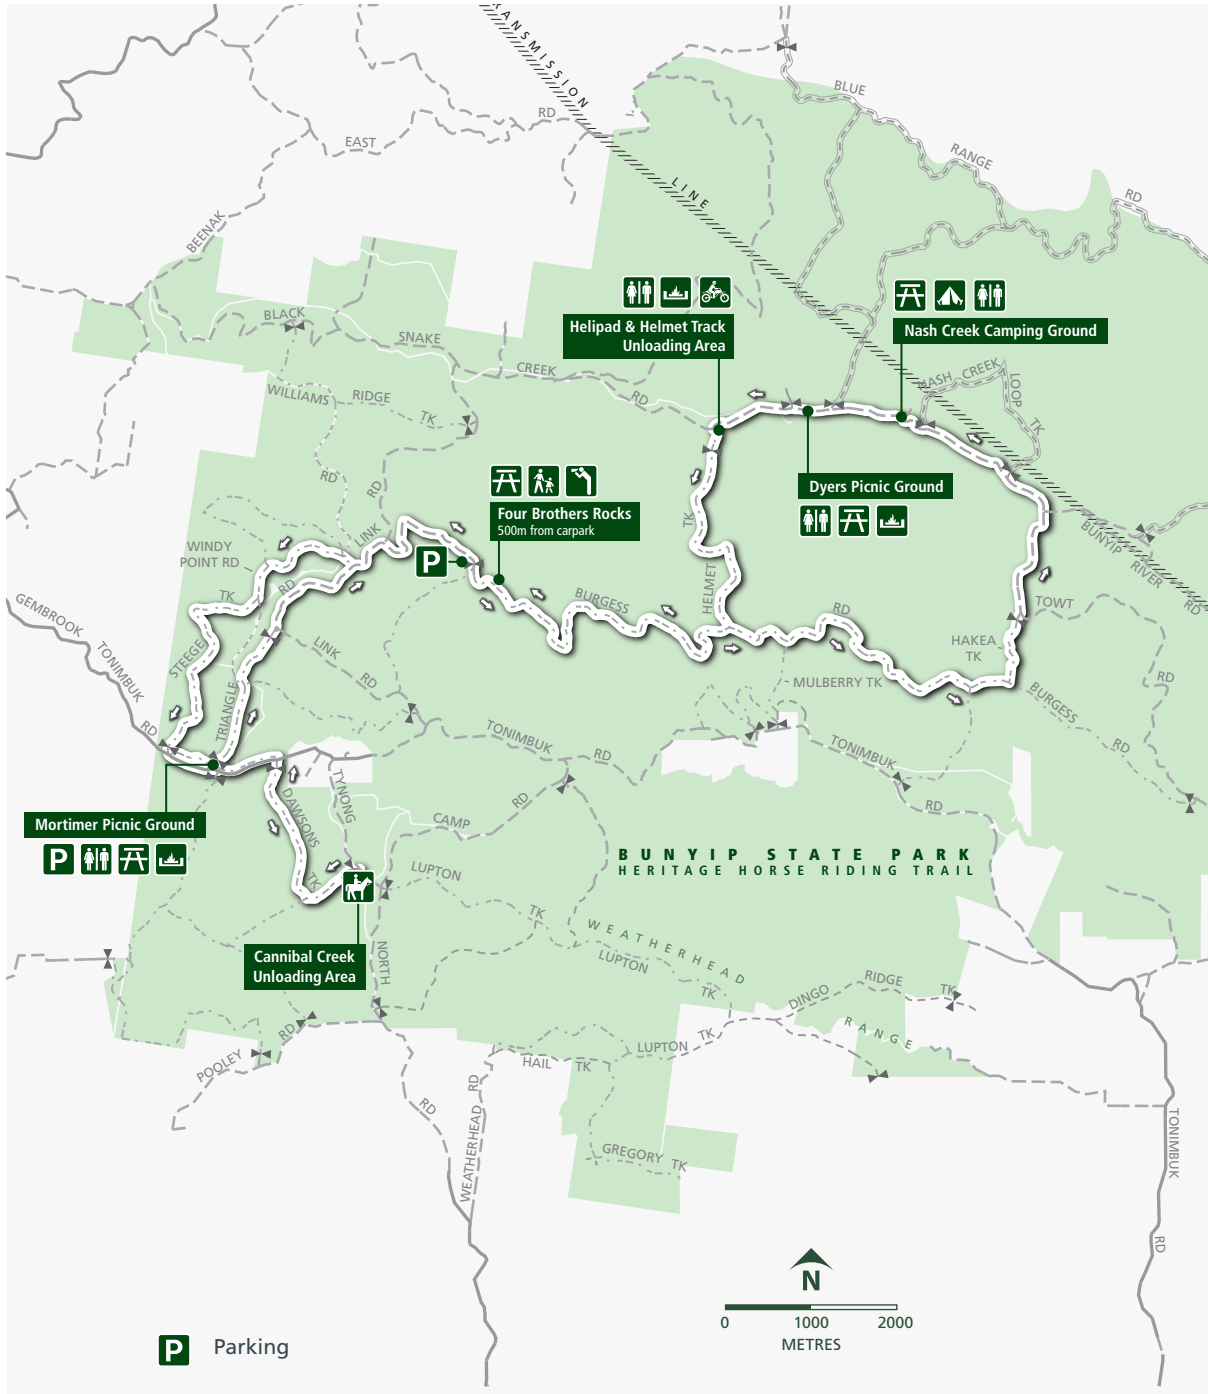 TRANSMISSION
LINE
BLUE
RANGE
RD
EAST
RD
BEENAK
BLACK
SNAKE
CREEK
RD
WILLIAMS
RIDGE
TK
RD
RD
LINK
Helipad & Helmet Track
Unloading Area
Nash Creek Camping Ground
NASH CREEK
LOOP
TK
Dyers Picnic Ground
Four Brothers Rocks
500m from carpark
P
WINDY
POINT RD
TK
RD
STEEGE
TRIANGLE
LINK
RD
GEMBROOK
TONIMBUK
RD
BURGESS
RD
HELMET
TK
BUNYIP
RIVER
RD
TOWT
RD
HAKEA
TK
MULBERRY TK
BURGESS
RD
TONIMBUK
RD
TONIMBUK
RD
Mortimer Picnic Ground
P
DAWSONS
TK
TYNONG
CAMP
RD
LUPTON
TK
BUNYIP STATE PARK
HERITAGE HORSE RIDING TRAIL
Cannibal Creek
Unloading Area
NORTH
WEATHERHEAD
LUPTON
TK
DINGO
RIDGE
TK
RANGE
POOLEY
RD
HAIL
TK
LUPTON
TK
RD
WEATHERHEAD
RD
GREGORY TK
TONIMBUK
RD
N
0 1000 2000
METRES
P Parking